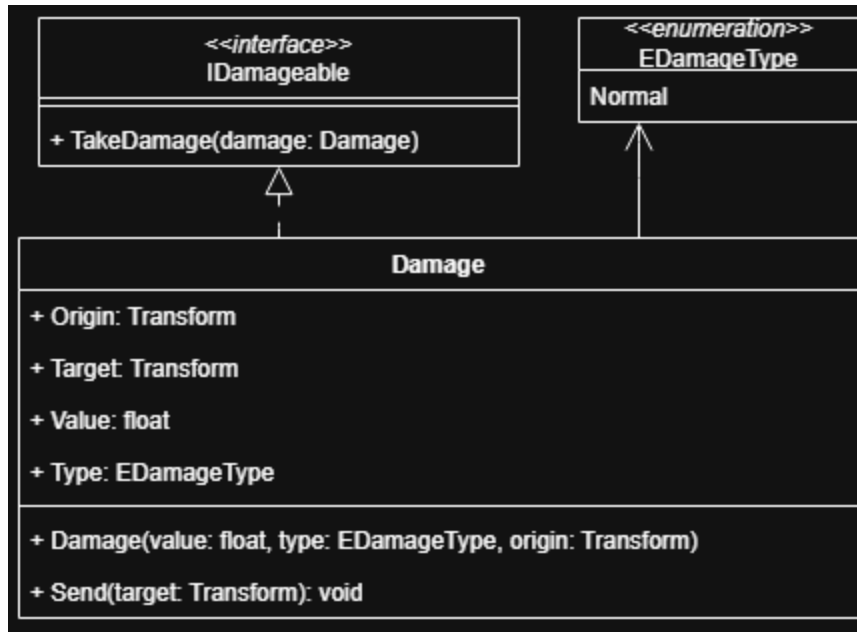 <<interface>>
IDamageable
+ TakeDamage(damage: Damage)
<<enumeration>>
EDamageType
Normal
Damage
+ Origin: Transform
+ Target: Transform
+ Value: float
+ Type: EDamageType
+ Damage(value: float, type: EDamageType, origin: Transform)
+ Send(target: Transform): void